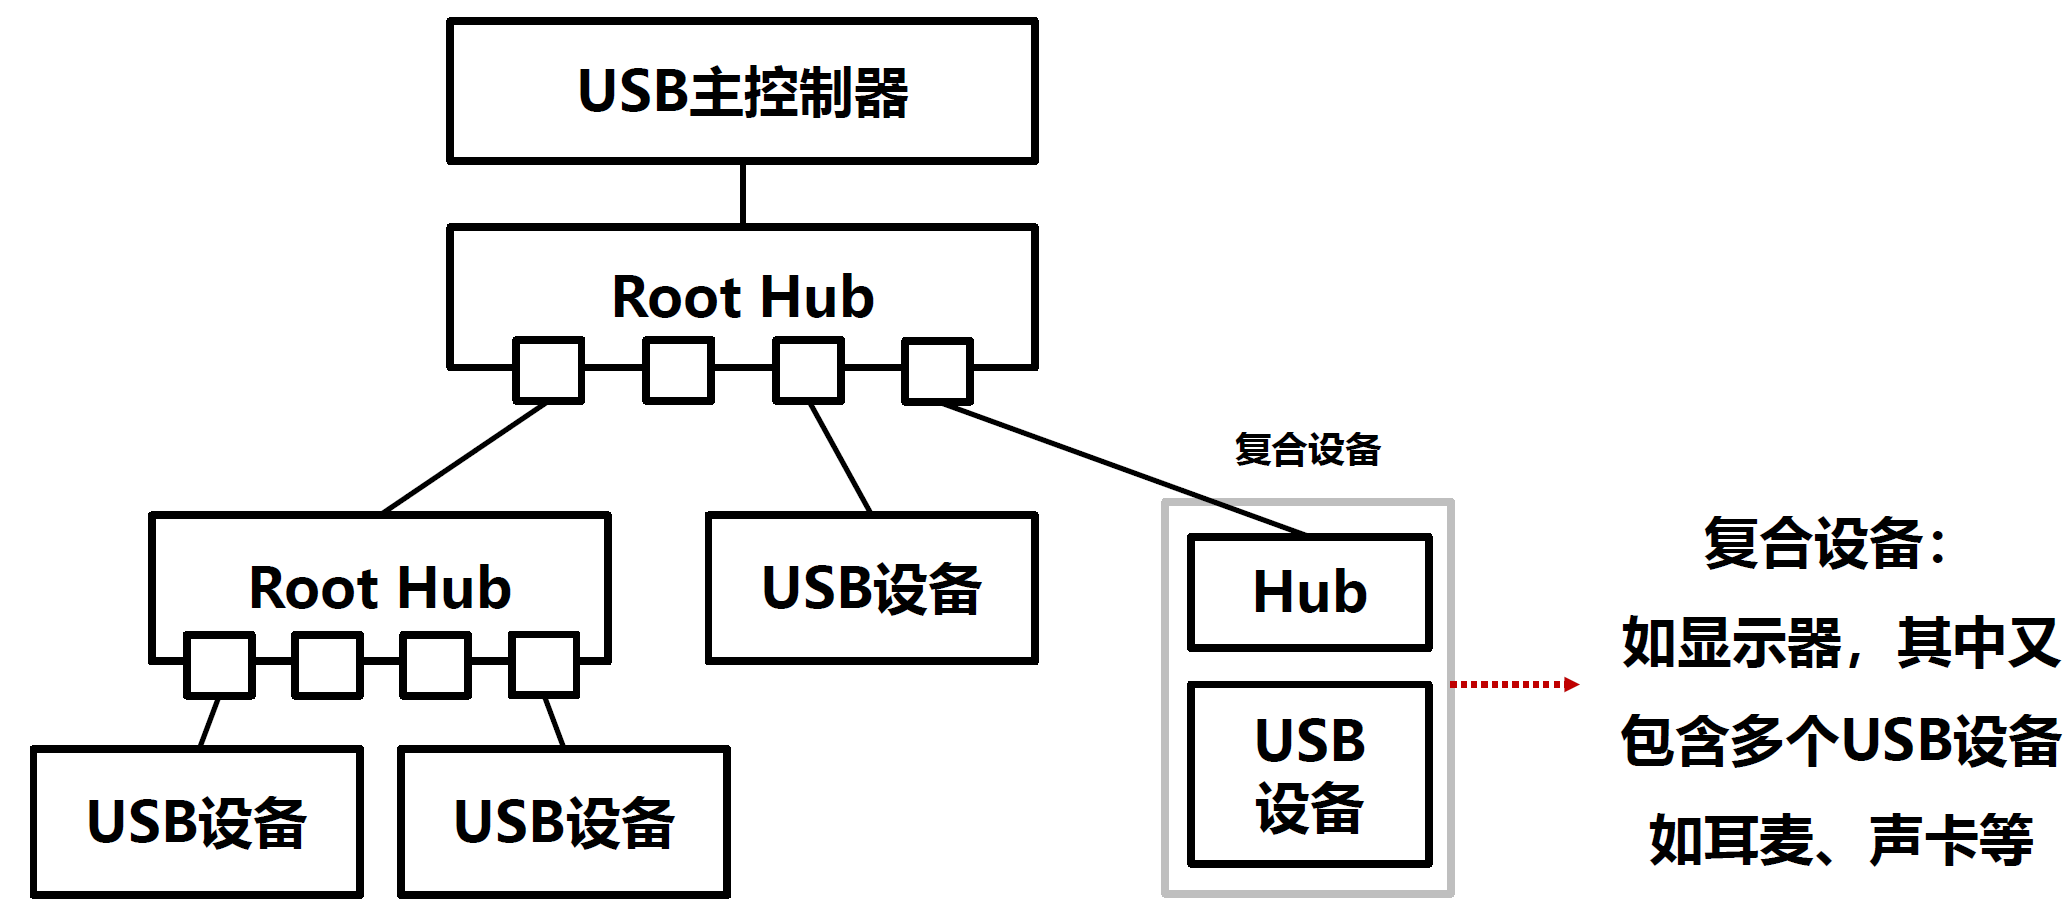 USB主控制器
Root Hub
复合设备
Root Hub
USB设备
Hub
USB
设备
USB设备
USB设备
复合设备：
如显示器，其中又
包含多个USB设备
如耳麦、声卡等